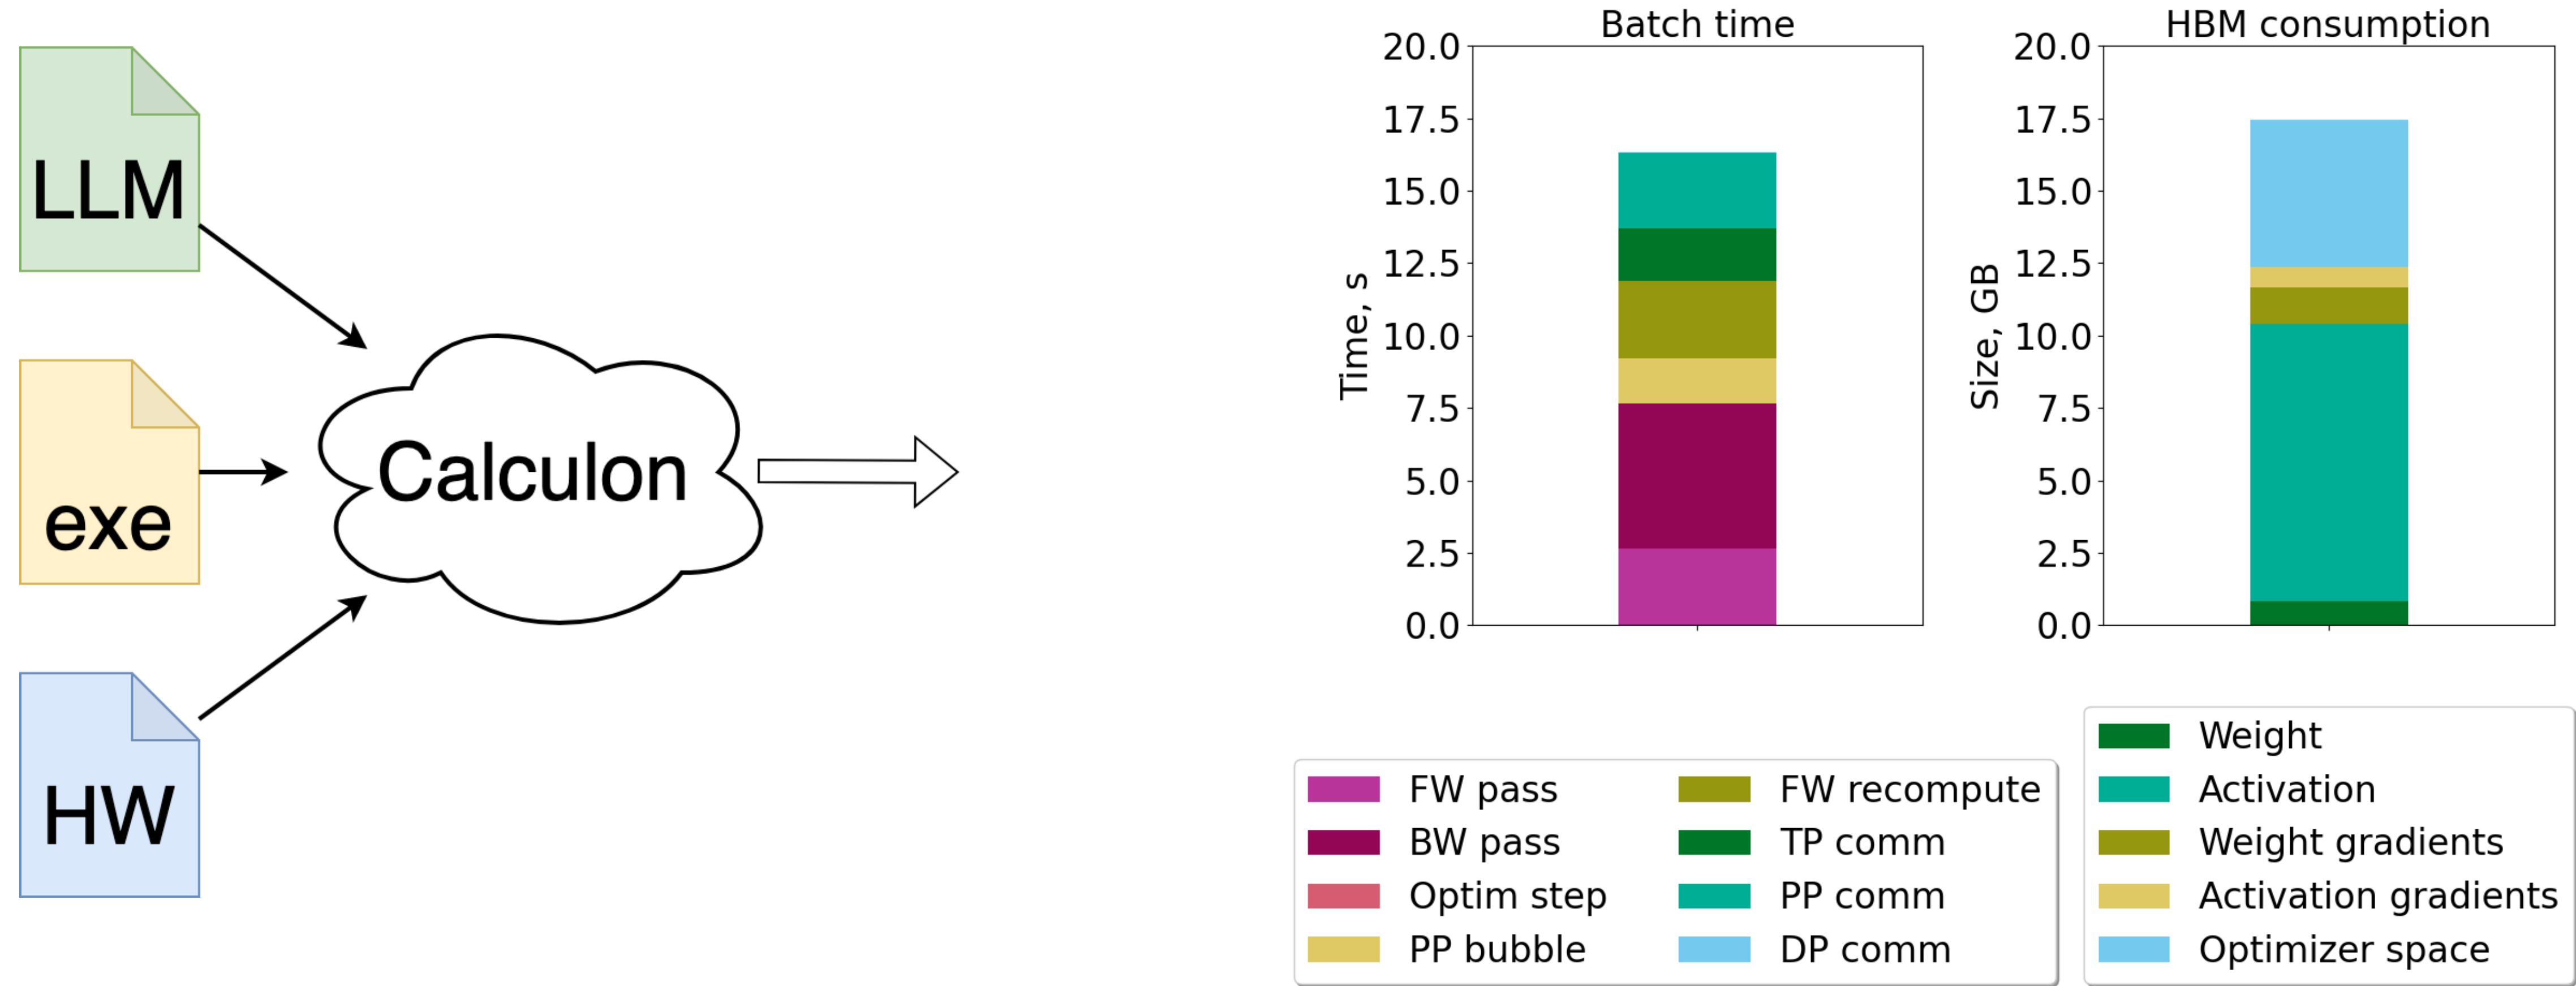 LLM
exe
HW
Calculon
Batch time
Time, s
20.0
17.5
15.0
12.5
10.0
7.5
5.0
2.5
0.0
FW pass
BW pass
Optim step
PP bubble
FW recompute
TP comm
PP comm
DP comm
HBM consumption
Size, GB
20.0
17.5
15.0
12.5
10.0
7.5
5.0
2.5
0.0
Weight
Activation
Weight gradients
Activation gradients
Optimizer space